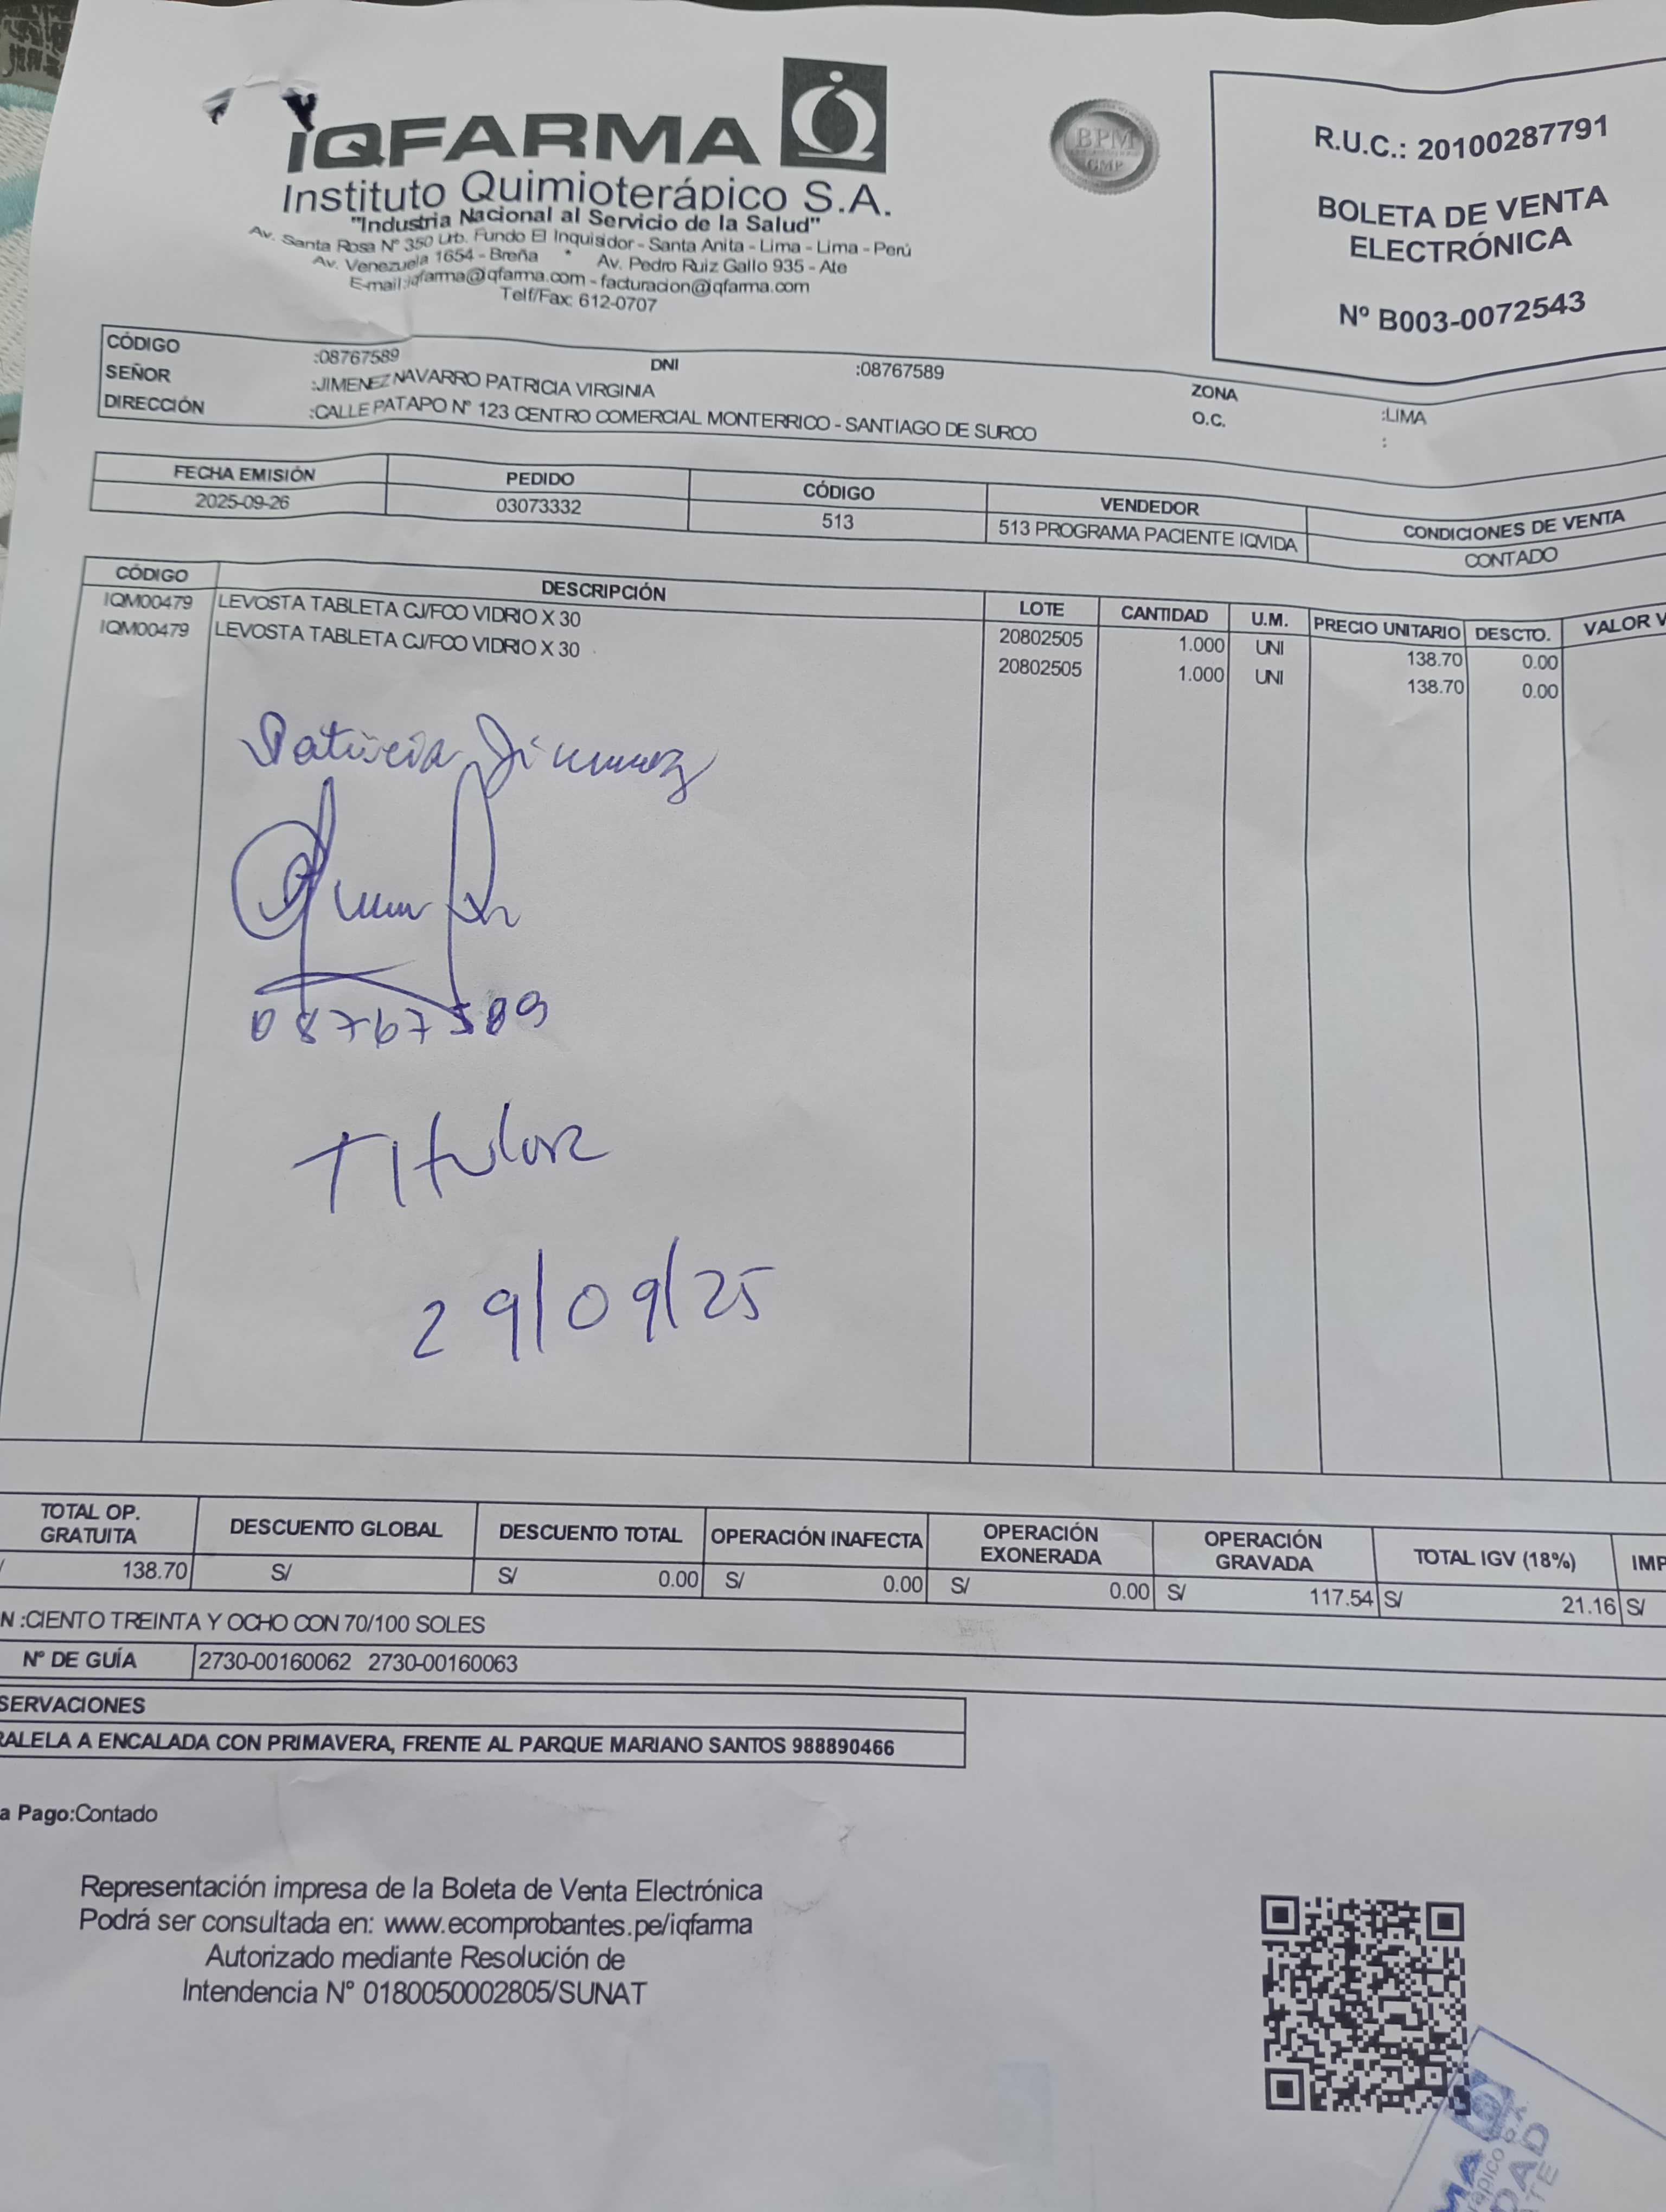 iQFARMA
BPM
GMP
Instituto Quimioterápico S.A.
"Industria Nacional al Servicio de la Salud"
Av. Santa Rosa N° 350 Urb. Fundo El Inquisidor - Santa Anita - Lima - Lima - Perú
Av. Venezuela 1654 - Breña * Av. Pedro Ruiz Gallo 935 - Ate
E-mail:iqfarma@iqfarma.com - facturacion@iqfarma.com
Telf/Fax: 612-0707
R.U.C.: 20100287791
BOLETA DE VENTA
ELECTRÓNICA
Nº B003-0072543
CÓDIGO :08767589 DNI :08767589 ZONA :LIMA
SEÑOR :JIMENEZ NAVARRO PATRICIA VIRGINIA O.C. :
DIRECCIÓN :CALLE PATAPO N° 123 CENTRO COMERCIAL MONTERRICO - SANTIAGO DE SURCO
FECHA EMISIÓN PEDIDO CÓDIGO VENDEDOR CONDICIONES DE VENTA
2025-09-26 03073332 513 513 PROGRAMA PACIENTE IQVIDA CONTADO
CÓDIGO DESCRIPCIÓN LOTE CANTIDAD U.M. PRECIO UNITARIO DESCTO. VALOR V
IQM00479 LEVOSTA TABLETA CJ/FCO VIDRIO X 30 20802505 1.000 UNI 138.70 0.00
IQM00479 LEVOSTA TABLETA CJ/FCO VIDRIO X 30 20802505 1.000 UNI 138.70 0.00
Patricia Jimenez
08767589
Titular
29/09/25
TOTAL OP. GRATUITA DESCUENTO GLOBAL DESCUENTO TOTAL OPERACIÓN INAFECTA OPERACIÓN EXONERADA OPERACIÓN GRAVADA TOTAL IGV (18%) IMP
/ 138.70 S/ S/ 0.00 S/ 0.00 S/ 0.00 S/ 117.54 S/ 21.16 S/
N :CIENTO TREINTA Y OCHO CON 70/100 SOLES
Nº DE GUÍA 2730-00160062 2730-00160063
SERVACIONES
RALELA A ENCALADA CON PRIMAVERA, FRENTE AL PARQUE MARIANO SANTOS 988890466
a Pago:Contado
Representación impresa de la Boleta de Venta Electrónica
Podrá ser consultada en: www.ecomprobantes.pe/iqfarma
Autorizado mediante Resolución de
Intendencia N° 0180050002805/SUNAT